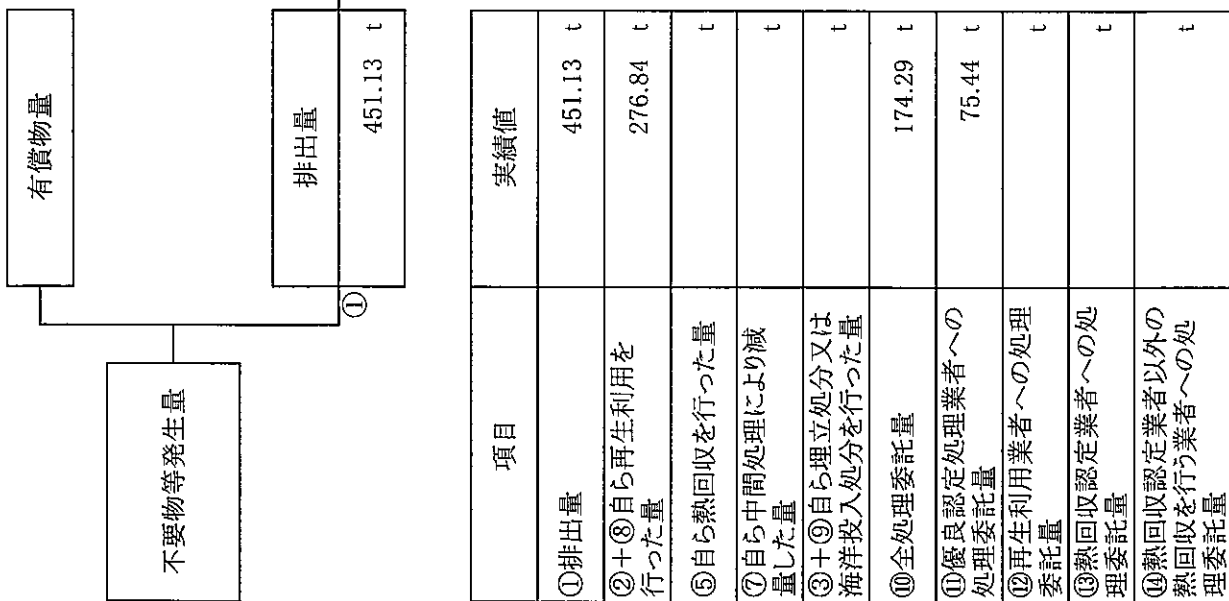 有償物量
不要物等発生量
排出量
① 451.13 t
項目 実績値
①排出量 451.13 t
②+⑧自ら再生利用を
行った量 276.84 t
⑤自ら熱回収を行った量 t
⑦自ら中間処理により減
量した量 t
③+⑨自ら埋立処分又は
海洋投入処分を行った量 t
⑩全処理委託量 174.29 t
⑪優良認定処理業者への
処理委託量 75.44 t
⑫再生利用業者への処理
委託量 t
⑬熱回収認定業者への処
理委託量 t
⑭熱回収認定業者以外の
熱回収を行う業者への処
理委託量 t